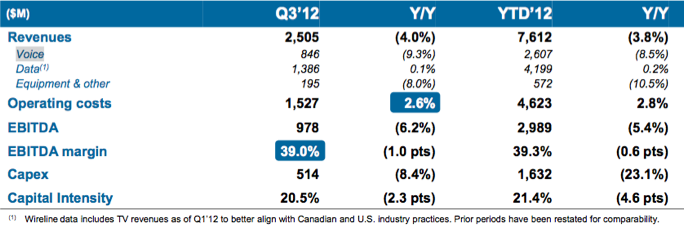 ($M) Q3'12 Y/Y YTD'12 Y/Y
Revenues 2,505 (4.0%) 7,612 (3.8%)
Voice 846 (9.3%) 2,607 (8.5%)
Data(1) 1,386 0.1% 4,199 0.2%
Equipment & other 195 (8.0%) 572 (10.5%)
Operating costs 1,527 2.6% 4,623 2.8%
EBITDA 978 (6.2%) 2,989 (5.4%)
EBITDA margin 39.0% (1.0 pts) 39.3% (0.6 pts)
Capex 514 (8.4%) 1,632 (23.1%)
Capital Intensity 20.5% (2.3 pts) 21.4% (4.6 pts)
(1) Wireline data includes TV revenues as of Q1'12 to better align with Canadian and U.S. industry practices. Prior periods have been restated for comparability.